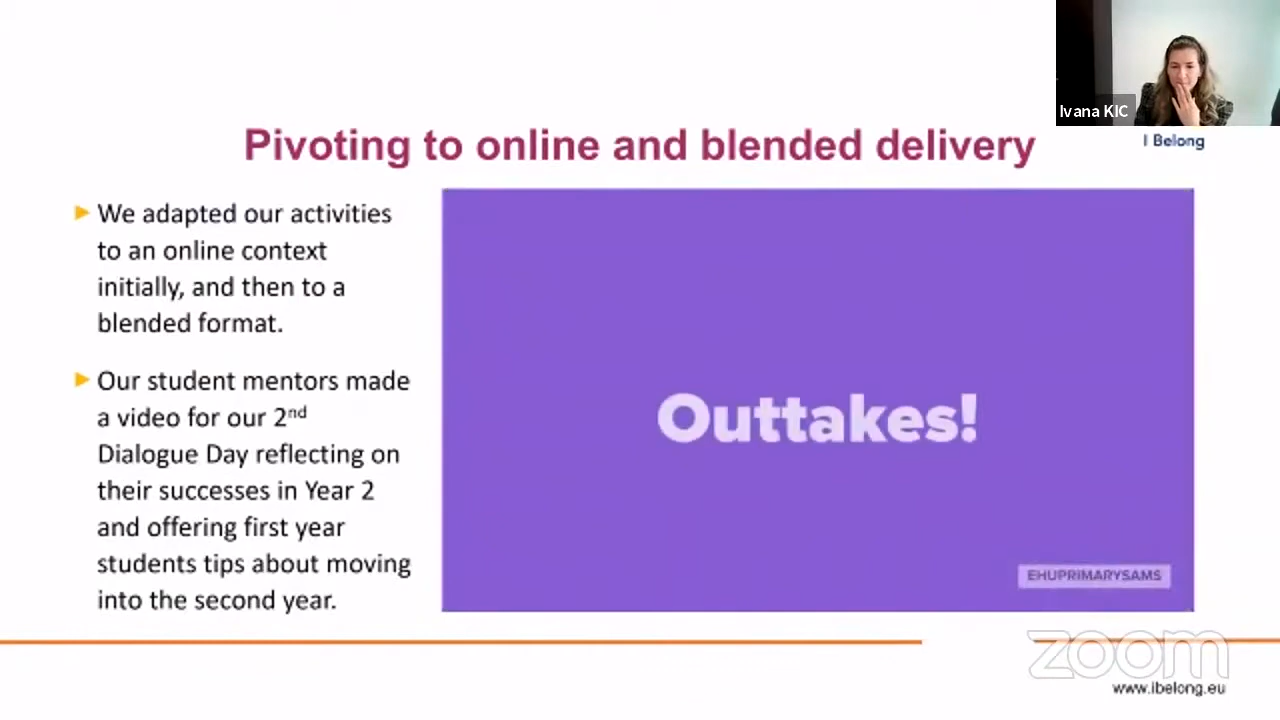 Ivana KIC
I Belong
Pivoting to online and blended delivery
We adapted our activities
to an online context
initially, and then to a
blended format.
Our student mentors made
a video for our 2nd
Dialogue Day reflecting on
their successes in Year 2
and offering first year
students tips about moving
into the second year.
Outtakes!
EHUPRIMARYSAMS
zoom
www.ibelong.eu